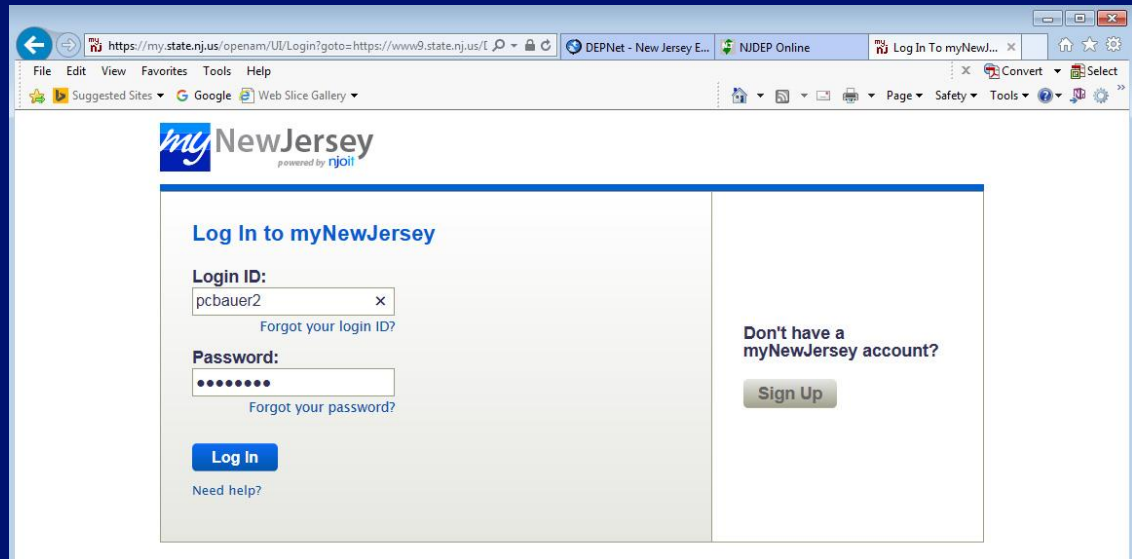 https://my.state.nj.us/openam/UI/Login?goto=https://www9.state.nj.us/
DEPNet - New Jersey E...
NJDEP Online
my nj Log In To myNewJ...
File Edit View Favorites Tools Help
Convert Select
Suggested Sites Google Web Slice Gallery
Page Safety Tools
my NewJersey
powered by njoit
Log In to myNewJersey
Login ID:
pcbauer2
Forgot your login ID?
Password:
••••••••
Forgot your password?
Log In
Need help?
Don't have a
myNewJersey account?
Sign Up